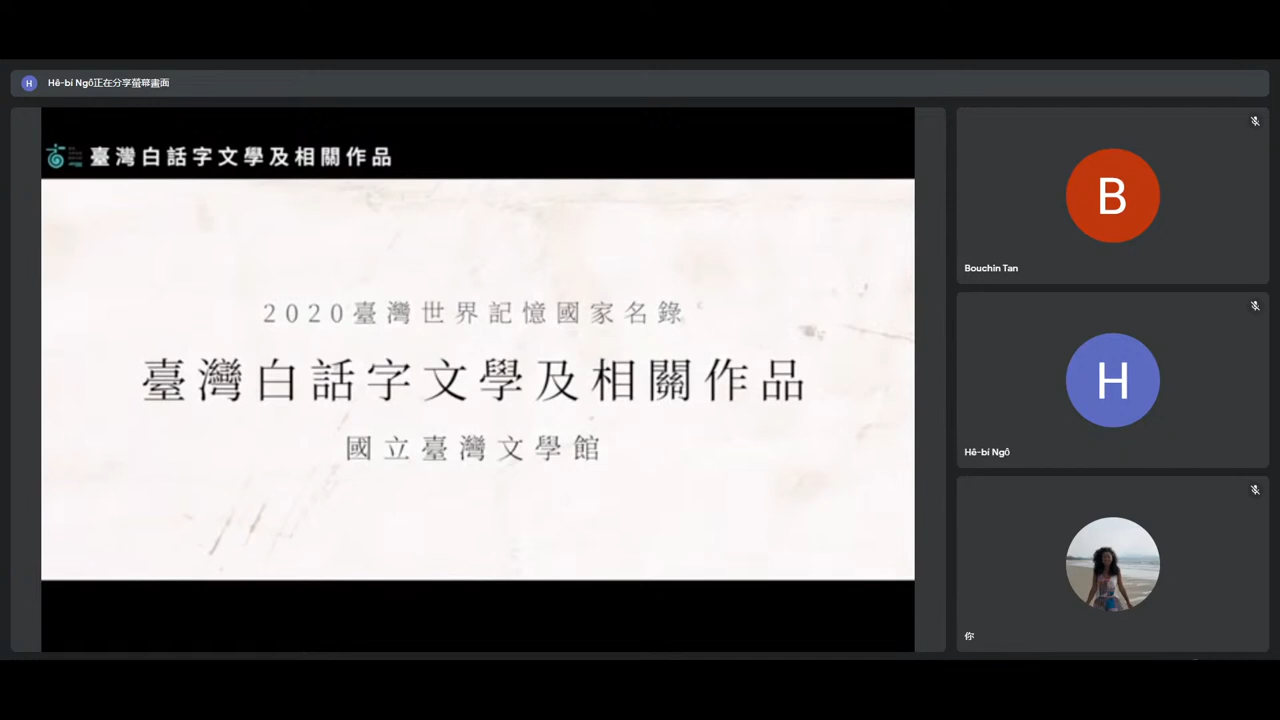 H Hê-bí Ngô正在分享螢幕畫面
臺灣白話字文學及相關作品
2020臺灣世界記憶國家名錄
臺灣白話字文學及相關作品
國立臺灣文學館
B
Bouchin Tan
H
Hê-bí Ngô
你